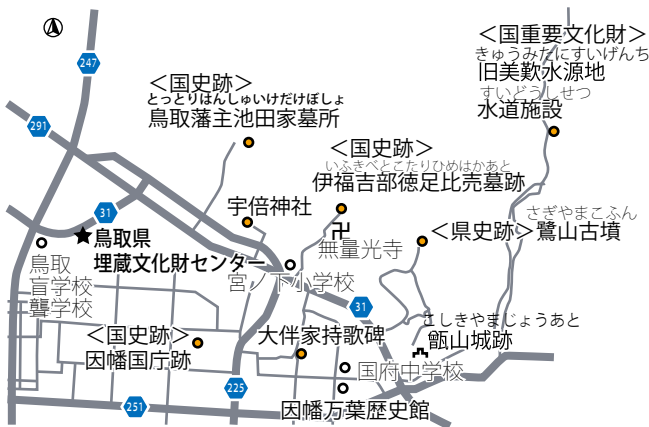 247
<国史跡>
とっとりはんしゅいけだけぼしょ
鳥取藩主池田家墓所
<国重要文化財>
きゅうみたにすいげんち
旧美歎水源地
すいどうしせつ
水道施設
291
<国史跡>
いふきべとこたりひめはかあと
伊福吉部徳足比売墓跡
宇倍神社
31
鳥取県
埋蔵文化財センター
無量光寺
さぎやまこふん
<県史跡>鷺山古墳
鳥取
盲学校
聾学校
宮ノ下小学校
31
<国史跡>
因幡国庁跡
大伴家持歌碑
こしきやまじょうあと
甑山城跡
国府中学校
225
251
因幡万葉歴史館